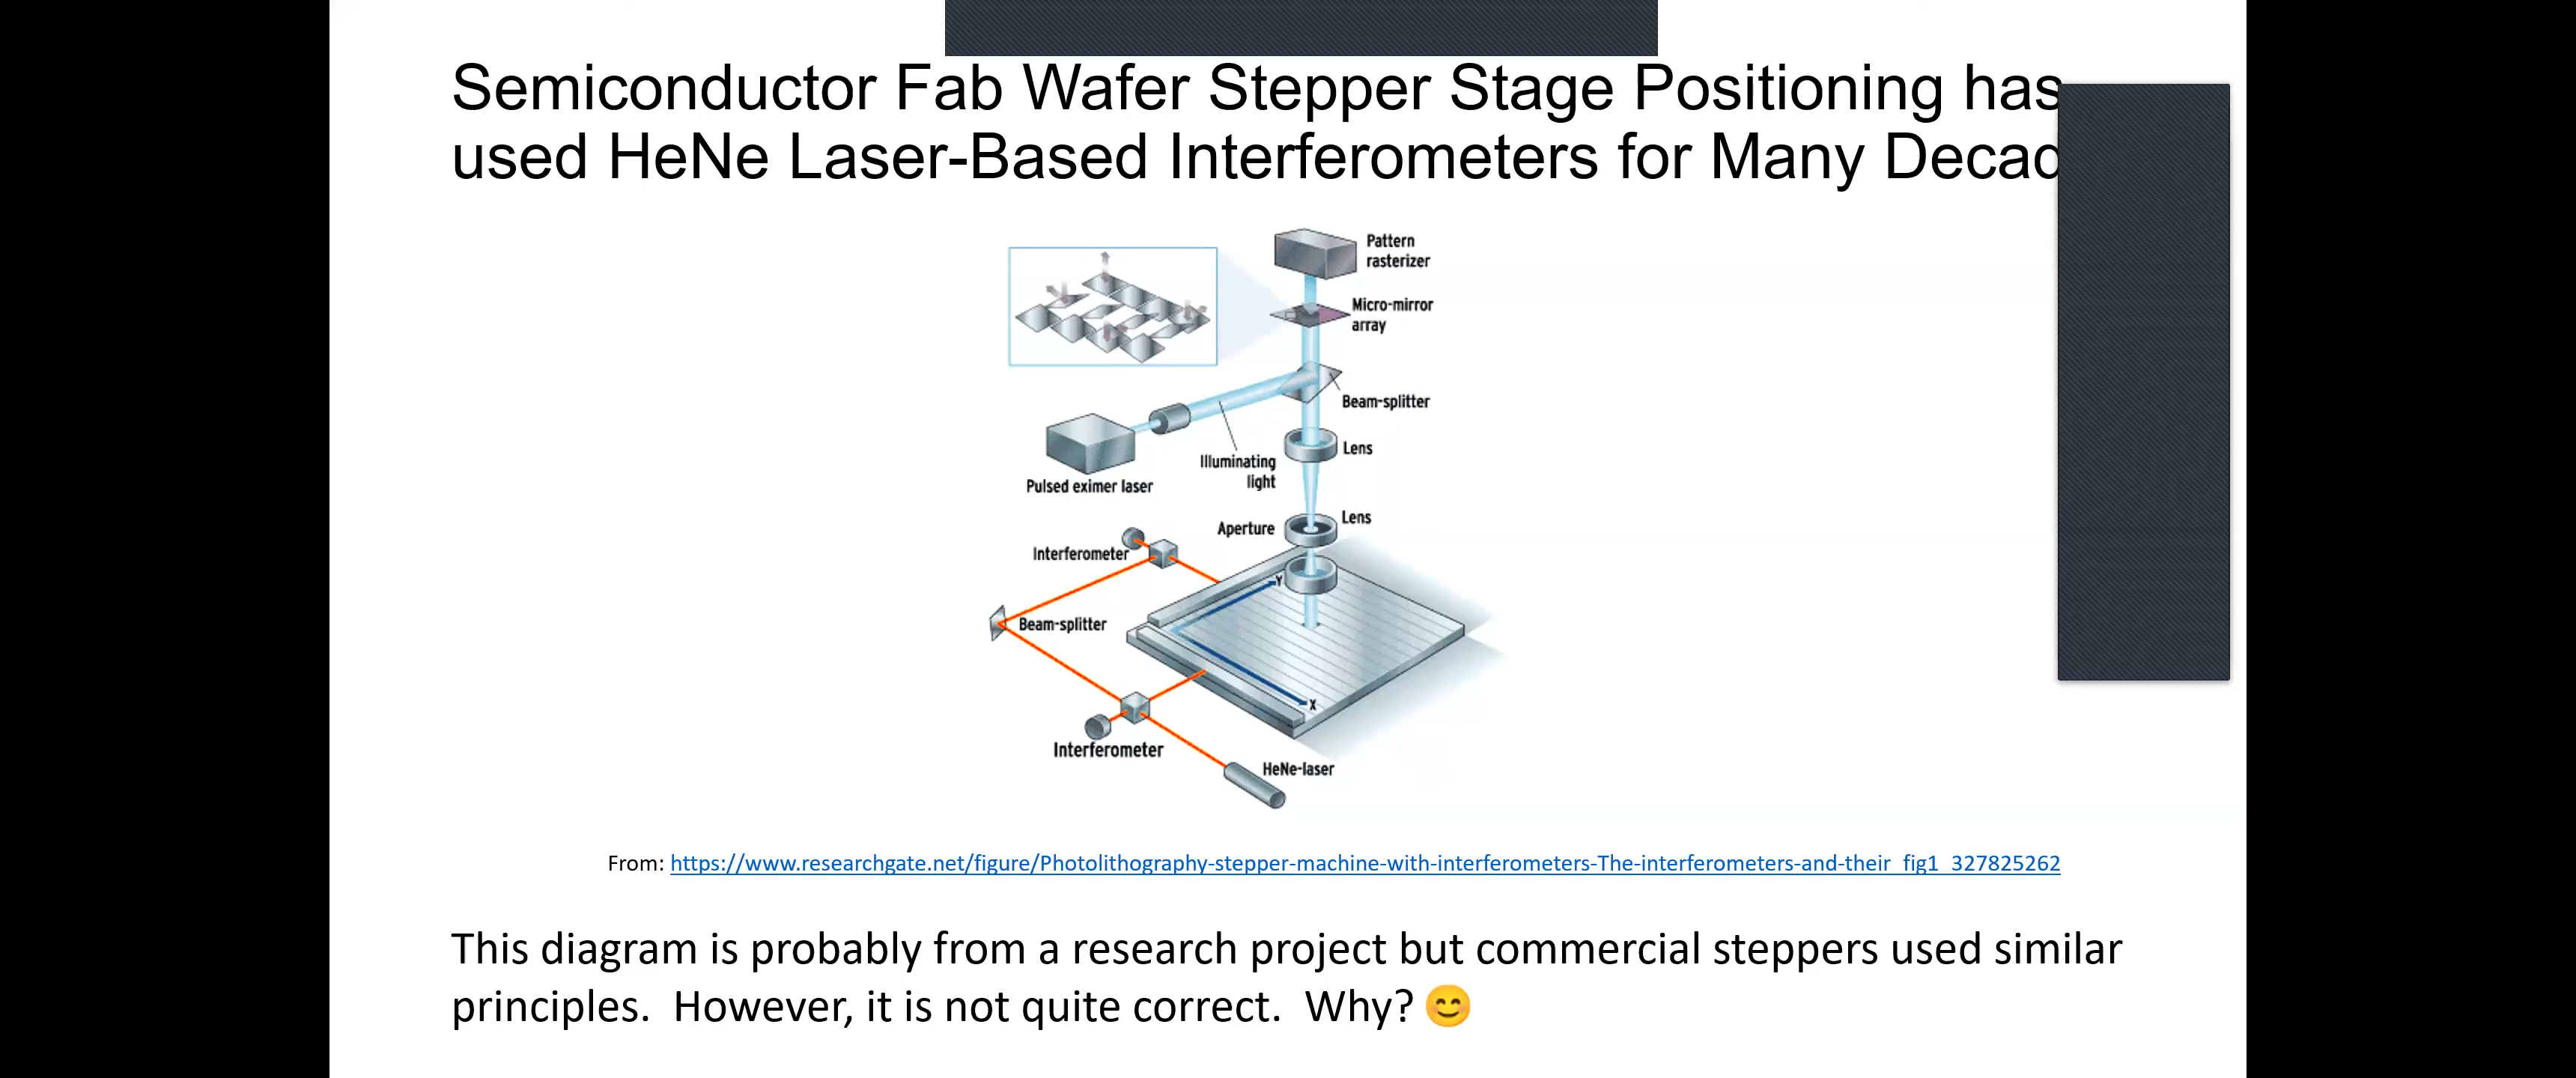 Semiconductor Fab Wafer Stepper Stage Positioning has
used HeNe Laser-Based Interferometers for Many
Pattern
rasterizer
Micro-mirror
array
Beam-splitter
Lens
Illuminating
light
Pulsed eximer laser
Lens
Aperture
Interferometer
Y
Beam-splitter
X
Interferometer
HeNe-laser
From: https://www.researchgate.net/figure/Photolithography-stepper-machine-with-interferometers-The-interferometers-and-their_fig1_327825262
This diagram is probably from a research project but commercial steppers used similar
principles. However, it is not quite correct. Why? 😊